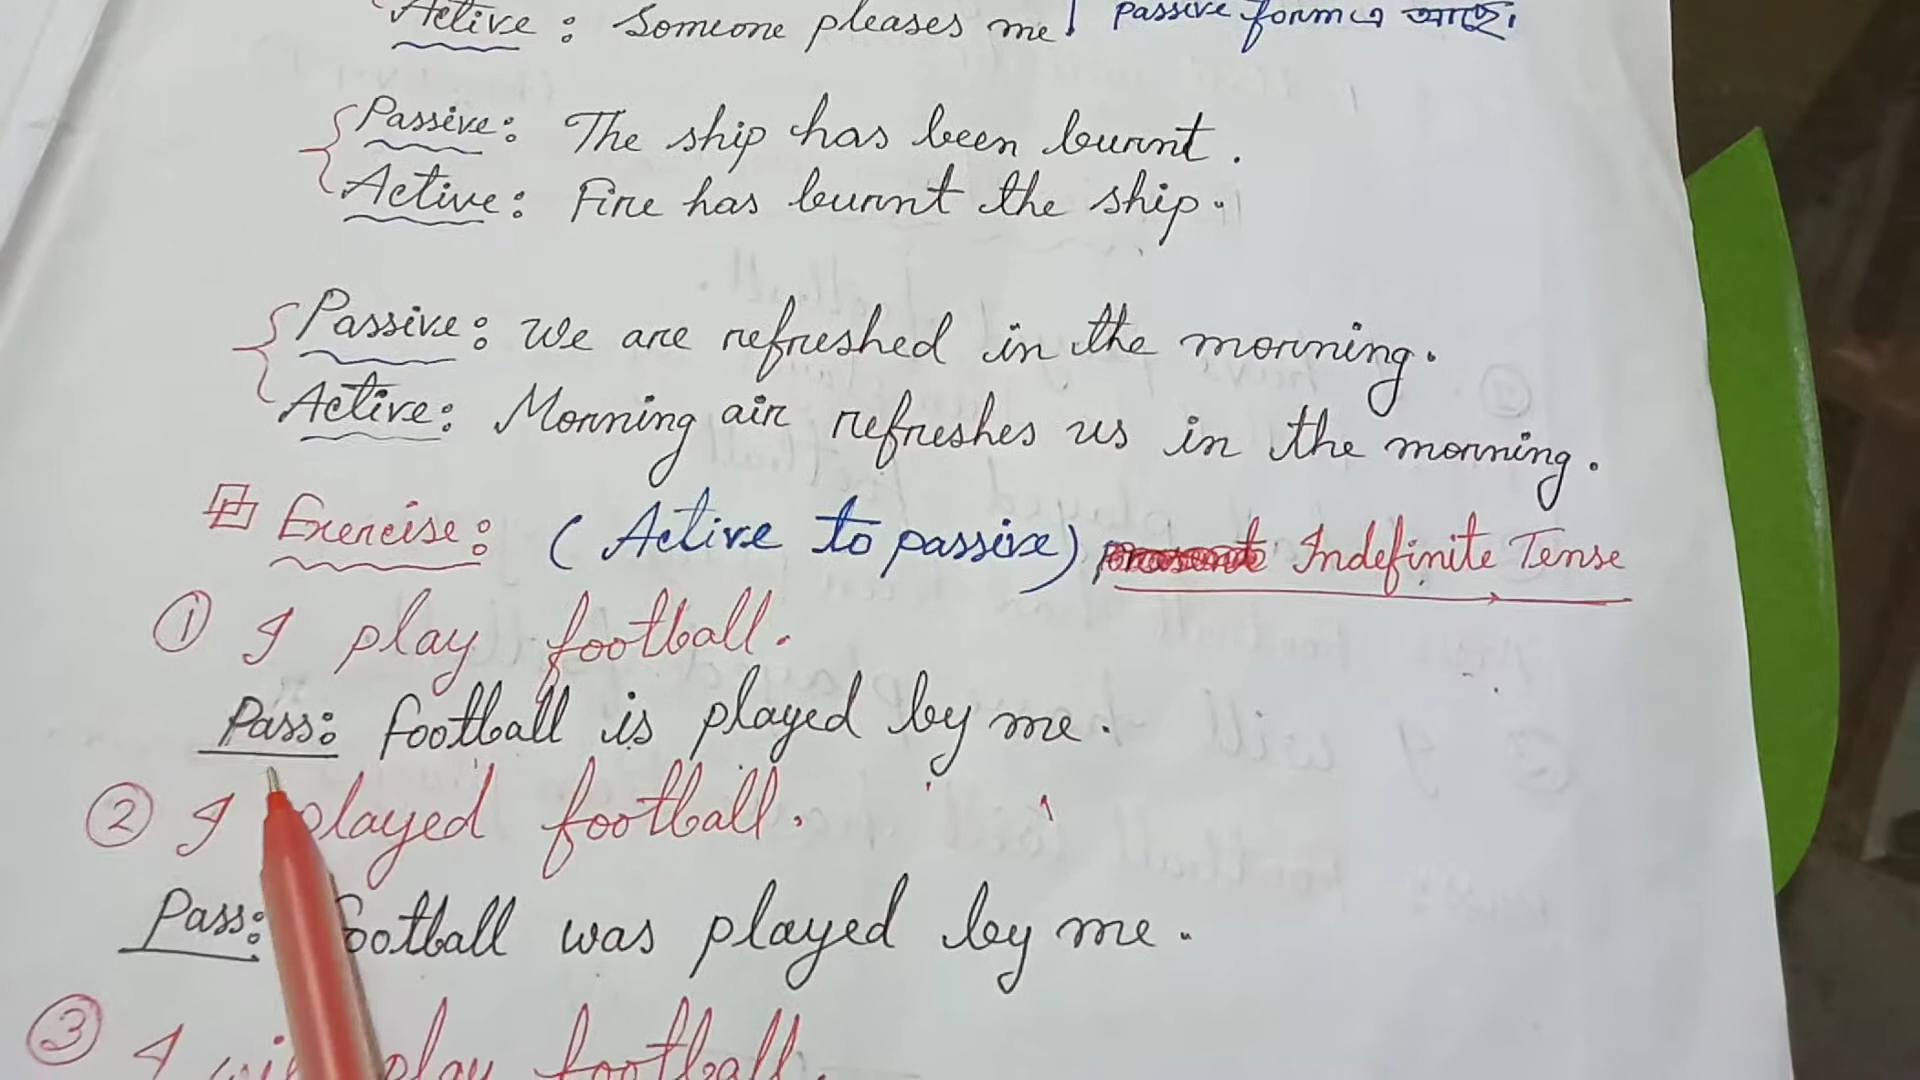 Active : Someone pleases me passive form এ আছে।
Passive: The ship has been burnt.
Active: Fire has burnt the ship.
Passive: We are refreshed in the morning.
Active: Morning air refreshes us in the morning.
Exercise: (Active to passive) Indefinite Tense
① I play football.
Pass: football is played by me.
② I played football.
Pass: football was played by me.
③ I will play football.